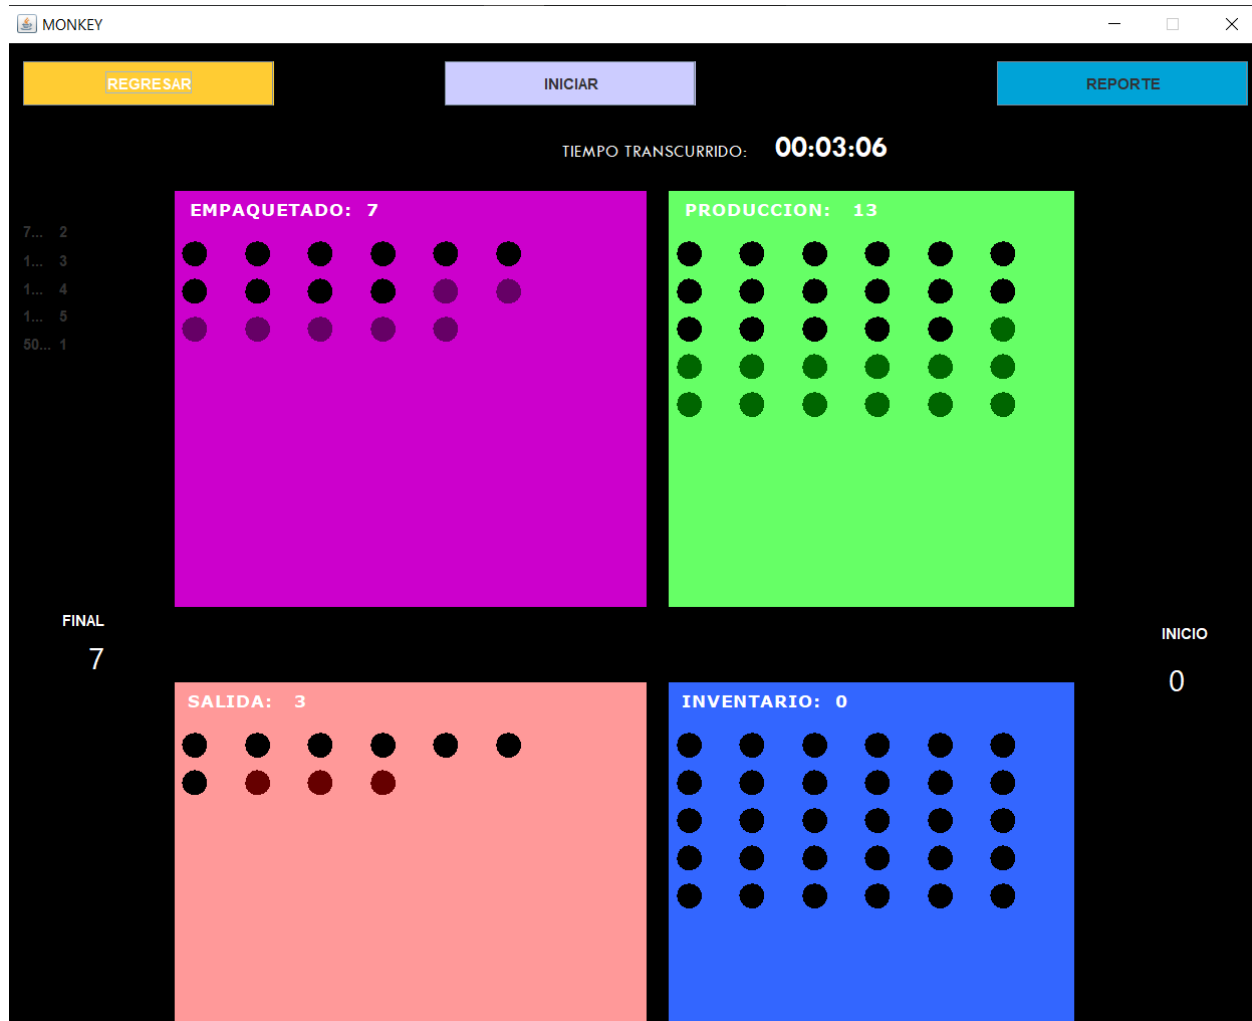 MONKEY
REGRESAR
INICIAR
REPORTE
TIEMPO TRANSCURRIDO: 00:03:06
EMPAQUETADO: 7
PRODUCCION: 13
7... 2
1... 3
1... 4
1... 5
50... 1
FINAL
7
INICIO
0
SALIDA: 3
INVENTARIO: 0